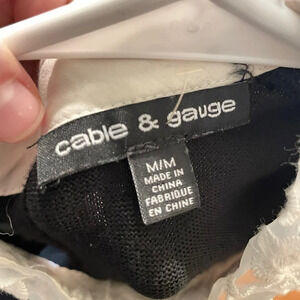 cable & gauge
M/M
MADE IN
CHINA
FABRIQUÉ
EN CHINE